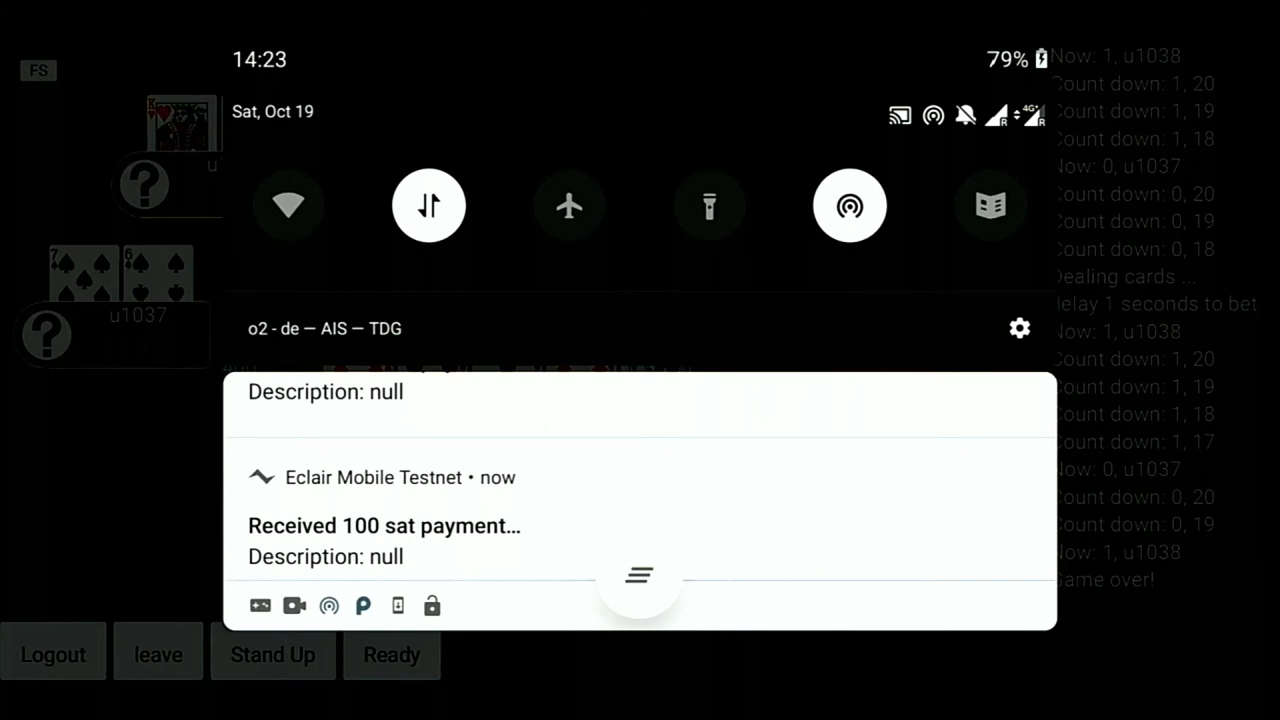 14:23
79%
Sat, Oct 19
4G+
R
R
o2 - de — AIS — TDG
Description: null
Eclair Mobile Testnet • now
Received 100 sat payment…
Description: null
FS
K
7
6
u1037
Logout
leave
Stand Up
Ready
Now: 1, u1038
Count down: 1, 20
Count down: 1, 19
Count down: 1, 18
Now: 0, u1037
Count down: 0, 20
Count down: 0, 19
Count down: 0, 18
Dealing cards ...
delay 1 seconds to bet
Now: 1, u1038
Count down: 1, 20
Count down: 1, 19
Count down: 1, 18
Count down: 1, 17
Now: 0, u1037
Count down: 0, 20
Count down: 0, 19
Now: 1, u1038
Game over!